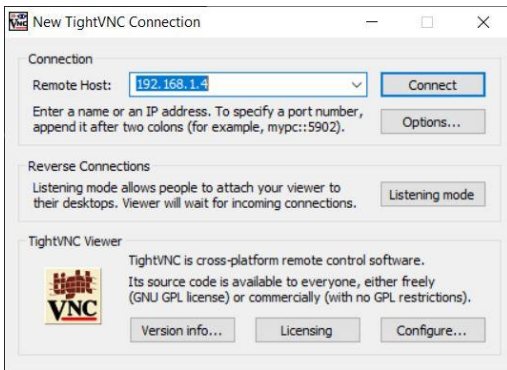 New TightVNC Connection
Connection
Remote Host: 192.168.1.4 Connect
Enter a name or an IP address. To specify a port number,
append it after two colons (for example, mypc::5902).
Options...
Reverse Connections
Listening mode allows people to attach your viewer to
their desktops. Viewer will wait for incoming connections.
Listening mode
TightVNC Viewer
tight
VNC
TightVNC is cross-platform remote control software.
Its source code is available to everyone, either freely
(GNU GPL license) or commercially (with no GPL restrictions).
Version info... Licensing Configure...